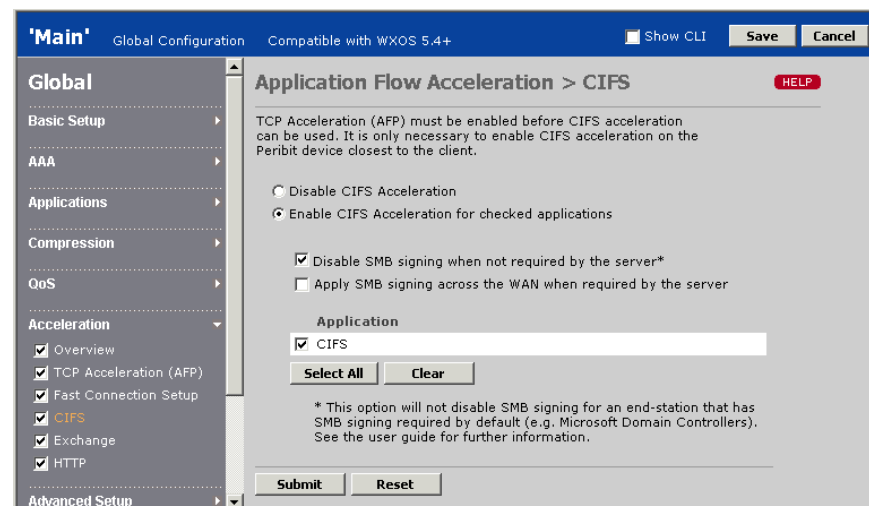 'Main' Global Configuration Compatible with WXOS 5.4+ Show CLI Save Cancel
Global
Basic Setup
AAA
Applications
Compression
QoS
Acceleration
Overview
TCP Acceleration (AFP)
Fast Connection Setup
CIFS
Exchange
HTTP
Advanced Setup
Application Flow Acceleration > CIFS HELP
TCP Acceleration (AFP) must be enabled before CIFS acceleration
can be used. It is only necessary to enable CIFS acceleration on the
Peribit device closest to the client.
Disable CIFS Acceleration
Enable CIFS Acceleration for checked applications
Disable SMB signing when not required by the server*
Apply SMB signing across the WAN when required by the server
Application
CIFS
Select All Clear
* This option will not disable SMB signing for an end-station that has
SMB signing required by default (e.g. Microsoft Domain Controllers).
See the user guide for further information.
Submit Reset